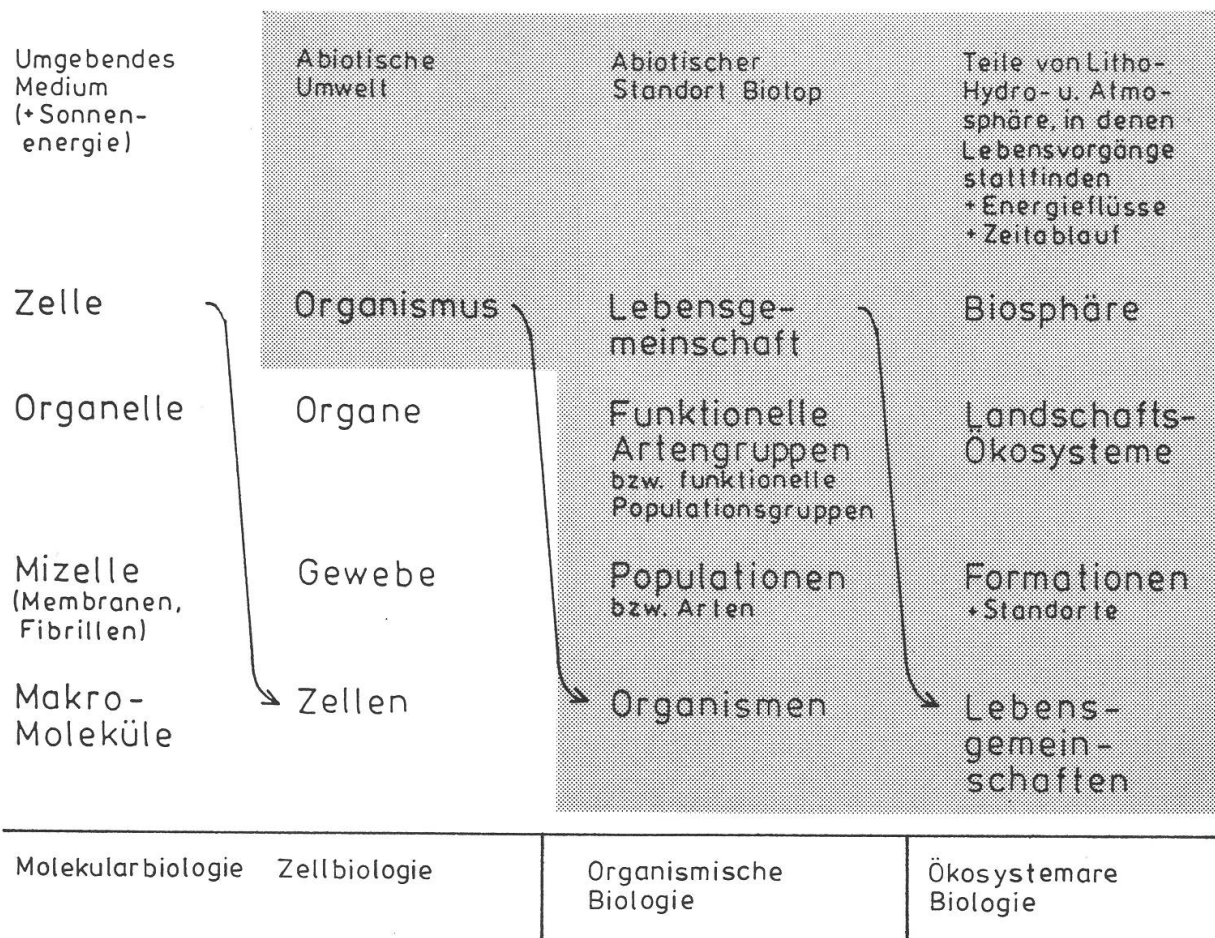 Umgebendes
Medium
(+Sonnen-
energie)
Abiotische
Umwelt
Abiotischer
Standort Biotop
Teile von Litho-
Hydro- u. Atmo-
sphäre, in denen
Lebensvorgänge
stattfinden
+ Energieflüsse
+ Zeitablauf
Zelle
Organismus
Lebensge-
meinschaft
Biosphäre
Organelle
Organe
Funktionelle
Artengruppen
bzw. funktionelle
Populationsgruppen
Landschafts-
Ökosysteme
Mizelle
(Membranen,
Fibrillen)
Gewebe
Populationen
bzw. Arten
Formationen
+ Standorte
Makro-
Moleküle
Zellen
Organismen
Lebens-
gemein-
schaften
Molekularbiologie
Zellbiologie
Organismische
Biologie
Ökosystemare
Biologie